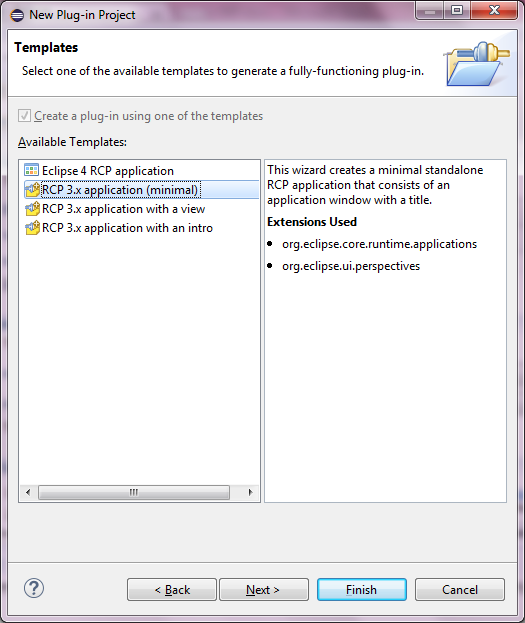 New Plug-in Project
Templates
Select one of the available templates to generate a fully-functioning plug-in.
Create a plug-in using one of the templates
Available Templates:
Eclipse 4 RCP application
RCP 3.x application (minimal)
RCP 3.x application with a view
RCP 3.x application with an intro
This wizard creates a minimal standalone
RCP application that consists of an
application window with a title.
Extensions Used
• org.eclipse.core.runtime.applications
• org.eclipse.ui.perspectives
? < Back Next > Finish Cancel